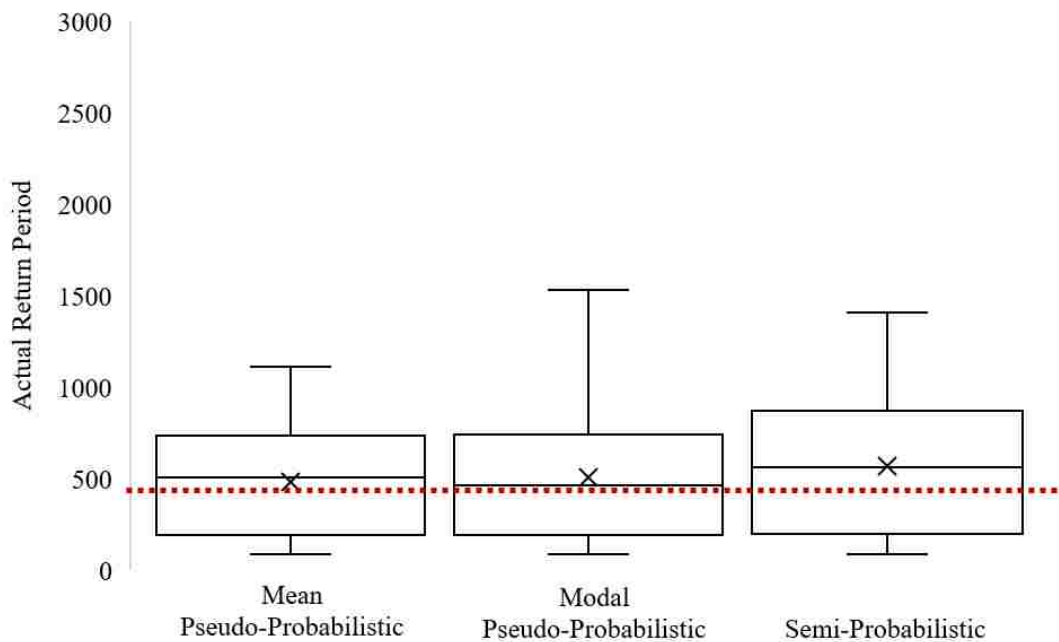 3000
2500
2000
1500
1000
500
0
Actual Return Period
Mean
Pseudo-Probabilistic
Modal
Pseudo-Probabilistic
Semi-Probabilistic